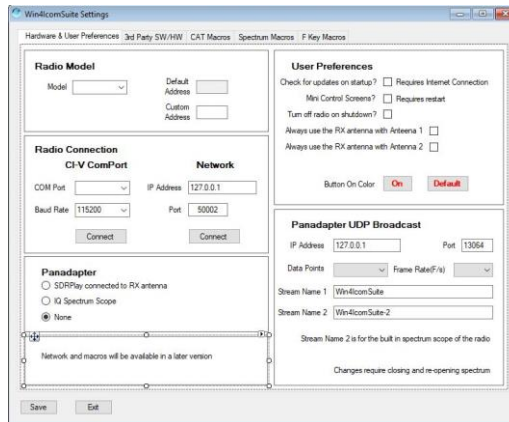 Win4IcomSuite Settings
Hardware & User Preferences 3rd Party SW/HW CAT Macros Spectrum Macros F Key Macros
Radio Model
Model
Default Address
Custom Address
Radio Connection
CI-V ComPort Network
COM Port IP Address 127.0.0.1
Baud Rate 115200 Port 50002
Connect Connect
Panadapter
SDRPlay connected to RX antenna
IQ Spectrum Scope
None
Network and macros will be available in a later version
User Preferences
Check for updates on startup? Requires Internet Connection
Mini Control Screens? Requires restart
Turn off radio on shutdown?
Always use the RX antenna with Anteena 1
Always use the RX antenna with Antenna 2
Button On Color On Default
Panadapter UDP Broadcast
IP Address 127.0.0.1 Port 13064
Data Points Frame Rate(F/s)
Stream Name 1 Win4IcomSuite
Stream Name 2 Win4IcomSuite-2
Stream Name 2 is for the built in spectrum scope of the radio
Changes require closing and re-opening spectrum
Save Exit